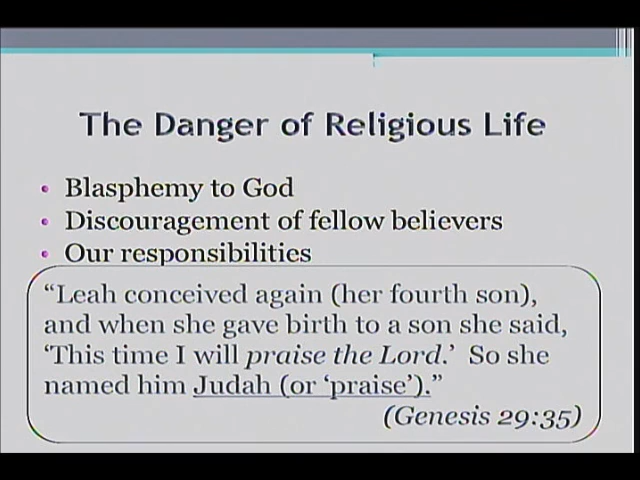 The Danger of Religious Life
• Blasphemy to God
• Discouragement of fellow believers
• Our responsibilities
“Leah conceived again (her fourth son),
and when she gave birth to a son she said,
‘This time I will praise the Lord.’ So she
named him Judah (or ‘praise’).”
(Genesis 29:35)